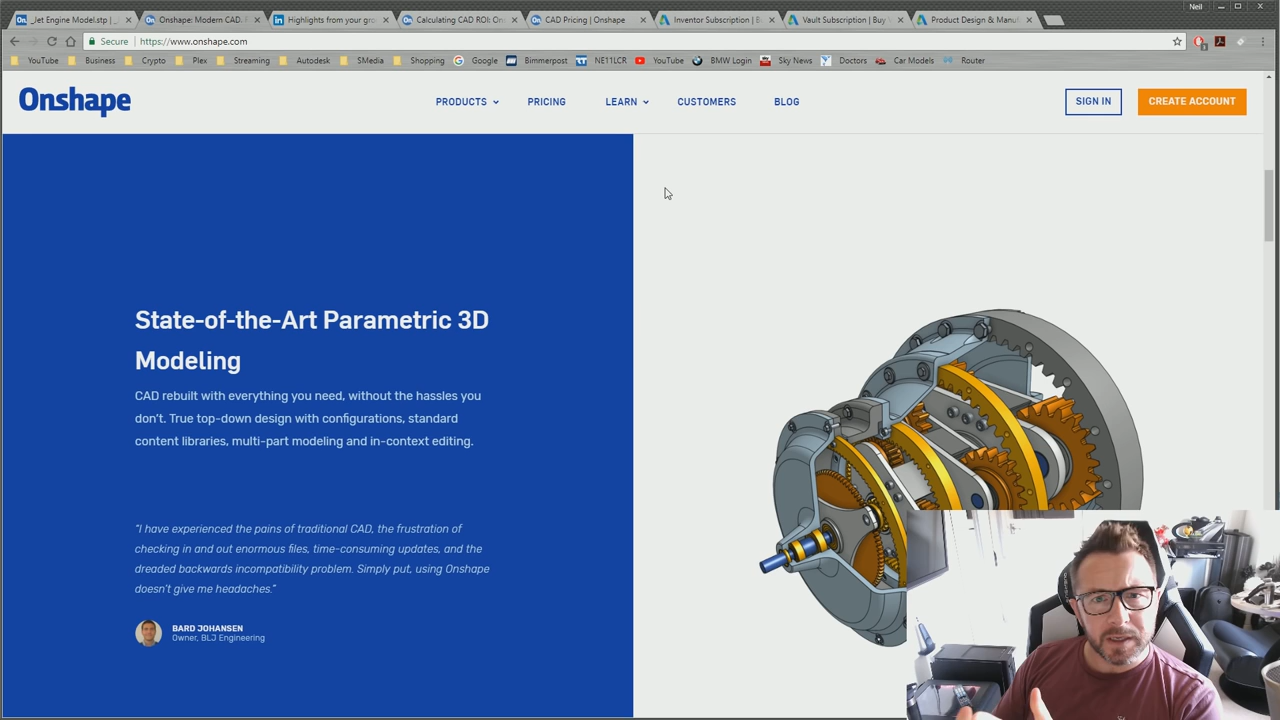 Neil
_Jet Engine Model.stp | _
Onshape: Modern CAD. F
Highlights from your gro
Calculating CAD ROI: On
CAD Pricing | Onshape
Inventor Subscription | B
Vault Subscription | Buy V
Product Design & Manuf
Secure
https://www.onshape.com
YouTube
Business
Crypto
Plex
Streaming
Autodesk
SMedia
Shopping
Google
Bimmerpost
NE11LCR
YouTube
BMW Login
Sky News
Doctors
Car Models
Router
Onshape
PRODUCTS
PRICING
LEARN
CUSTOMERS
BLOG
SIGN IN
CREATE ACCOUNT
State-of-the-Art Parametric 3D
Modeling
CAD rebuilt with everything you need, without the hassles you
don't. True top-down design with configurations, standard
content libraries, multi-part modeling and in-context editing.
"I have experienced the pains of traditional CAD, the frustration of
checking in and out enormous files, time-consuming updates, and the
dreaded backwards incompatibility problem. Simply put, using Onshape
doesn't give me headaches."
BARD JOHANSEN
Owner, BLJ Engineering